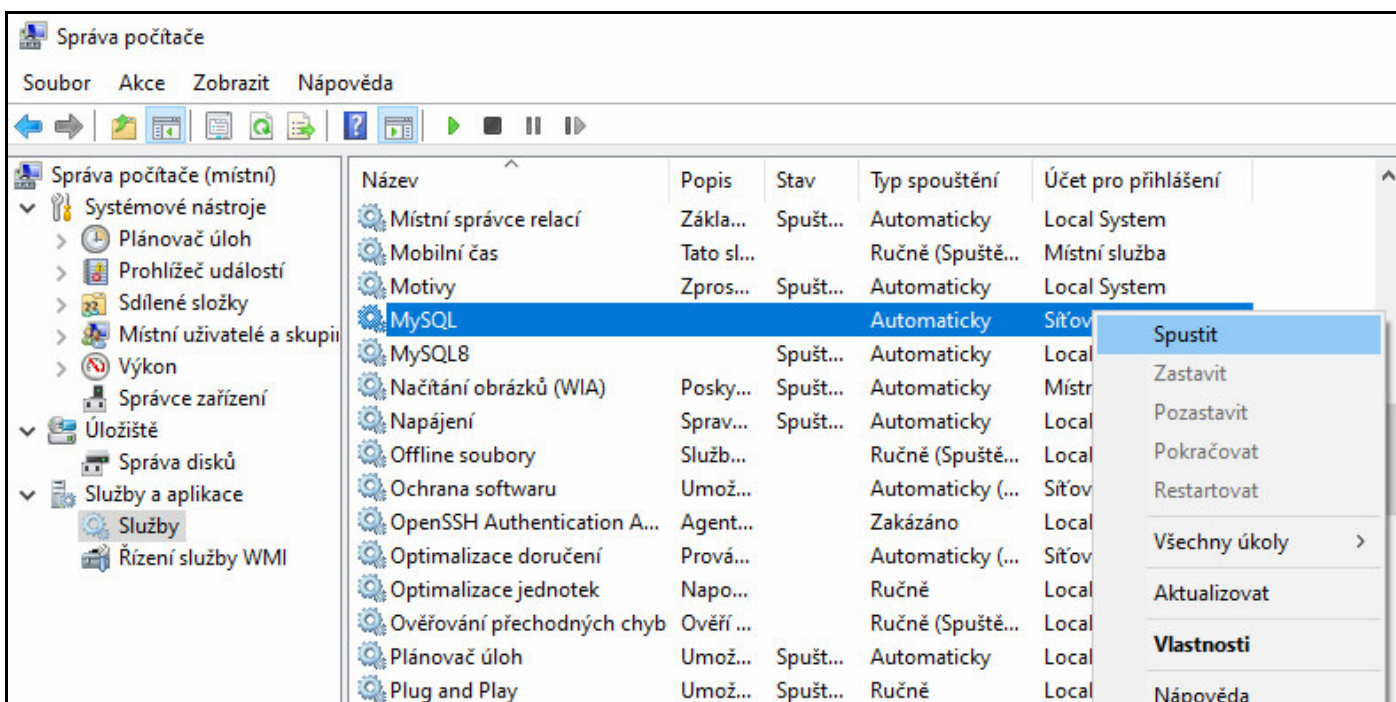 Správa počítače
Soubor Akce Zobrazit Nápověda
Správa počítače (místní)
Systémové nástroje
Plánovač úloh
Prohlížeč událostí
Sdílené složky
Místní uživatelé a skupin
Výkon
Správce zařízení
Úložiště
Správa disků
Služby a aplikace
Služby
Řízení služby WMI
Název Popis Stav Typ spouštění Účet pro přihlášení
Místní správce relací Zákla... Spušt... Automaticky Local System
Mobilní čas Tato sl... Ručně (Spuště... Místní služba
Motivy Zpros... Spušt... Automaticky Local System
MySQL Automaticky Síťov
MySQL8 Spušt... Automaticky Local
Načítání obrázků (WIA) Posky... Spušt... Automaticky Místn
Napájení Sprav... Spušt... Automaticky Local
Offline soubory Služb... Ručně (Spuště... Local
Ochrana softwaru Umož... Automaticky (... Síťov
OpenSSH Authentication A... Agent... Zakázáno Local
Optimalizace doručení Prová... Automaticky (... Síťov
Optimalizace jednotek Napo... Ručně Local
Ověřování přechodných chyb Ověří ... Ručně (Spuště... Local
Plánovač úloh Umož... Spušt... Automaticky Local
Plug and Play Umož... Spušt... Ručně Local
Spustit
Zastavit
Pozastavit
Pokračovat
Restartovat
Všechny úkoly
Aktualizovat
Vlastnosti
Nápověda